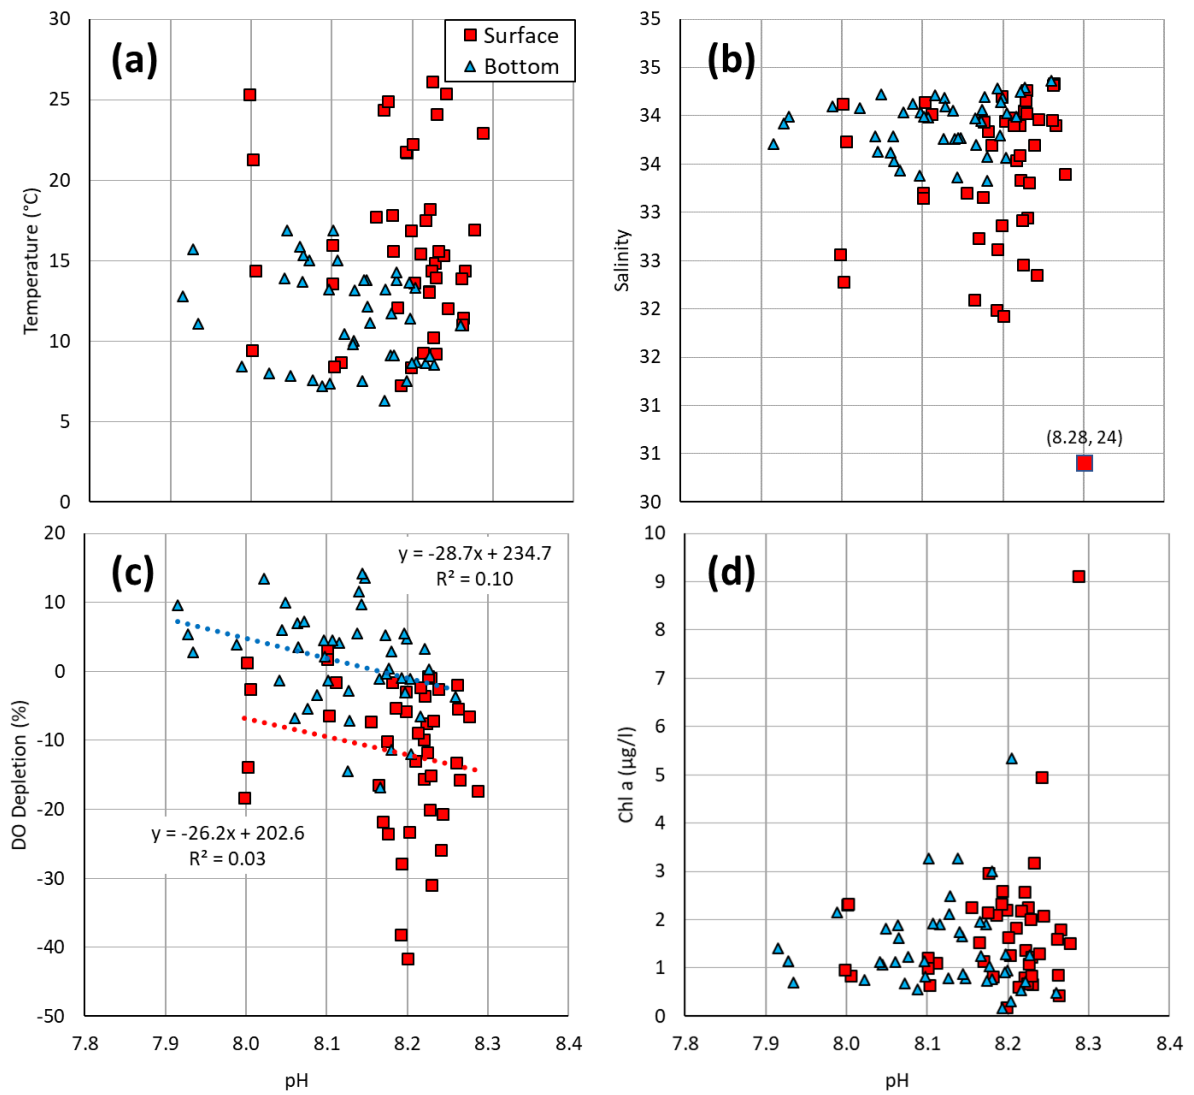 (a)
Surface
Bottom
Temperature (°C)
30
25
20
15
10
5
0
(b)
Salinity
35
35
34
34
33
33
32
32
31
31
30
(8.28, 24)
(c)
DO Depletion (%)
20
10
0
-10
-20
-30
-40
-50
y = -28.7x + 234.7
R² = 0.10
y = -26.2x + 202.6
R² = 0.03
7.8 7.9 8.0 8.1 8.2 8.3 8.4
pH
(d)
Chl a (µg/l)
10
9
8
7
6
5
4
3
2
1
0
7.8 7.9 8.0 8.1 8.2 8.3 8.4
pH